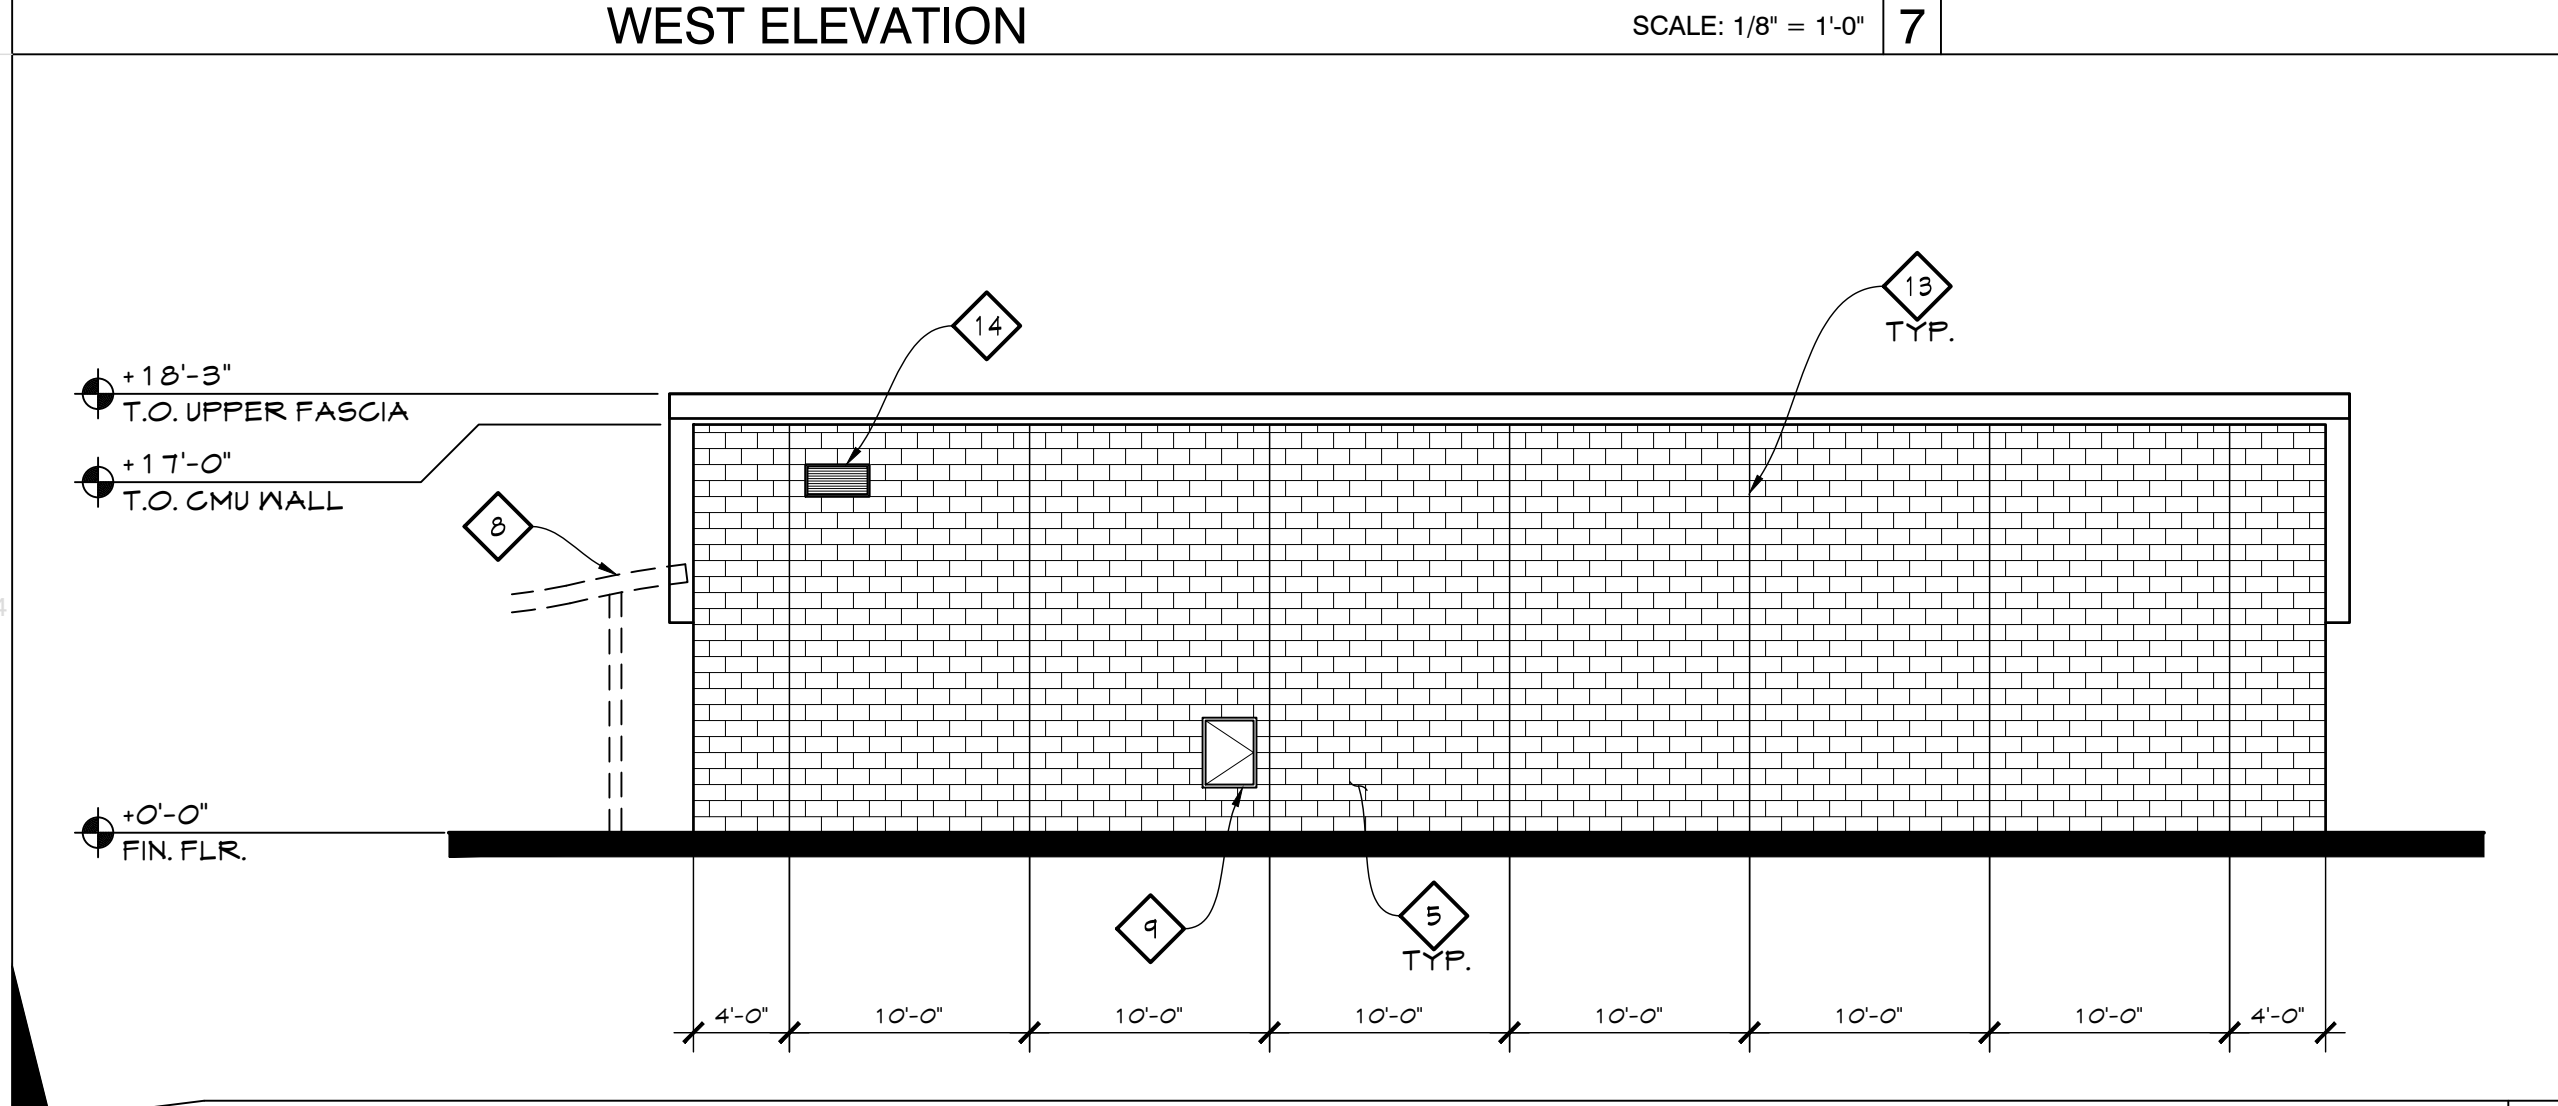 WEST ELEVATION
SCALE: 1/8" = 1'-0"
7
14
13
TYP.
+18'-3"
T.O. UPPER FASCIA
+17'-0"
T.O. CMU WALL
8
+0'-0"
FIN. FLR.
9
5
TYP.
4'-0" 10'-0" 10'-0" 10'-0" 10'-0" 10'-0" 10'-0" 4'-0"